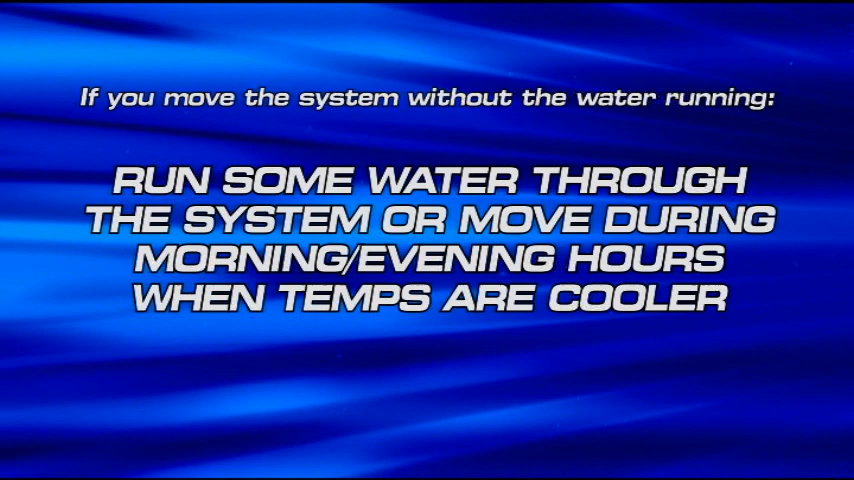 If you move the system without the water running:
RUN SOME WATER THROUGH
THE SYSTEM OR MOVE DURING
MORNING/EVENING HOURS
WHEN TEMPS ARE COOLER